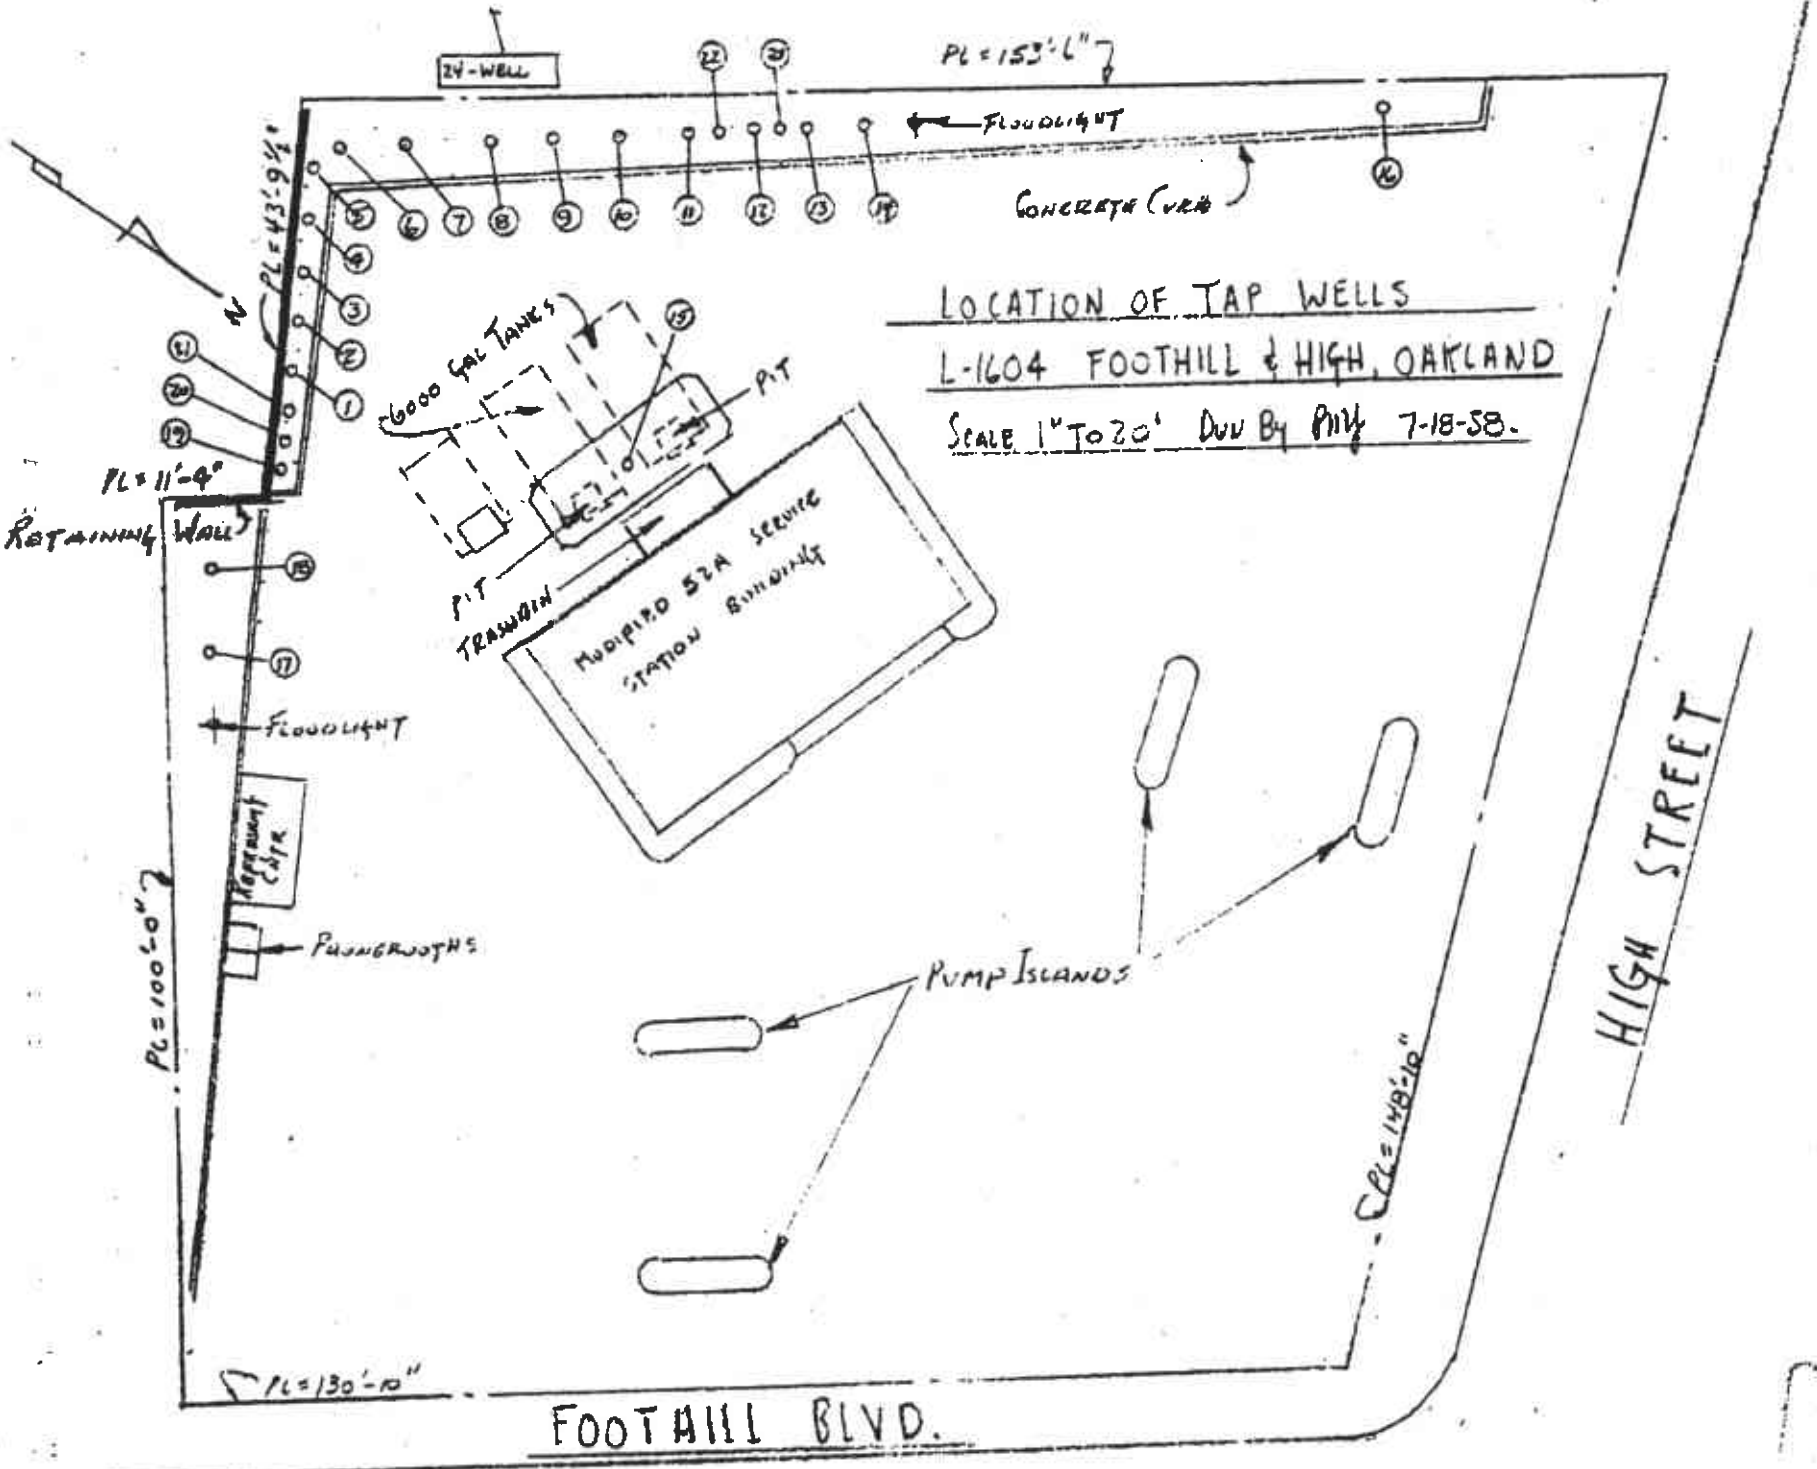 24-WELL
22
23
PL = 153'-6"
FLOODLIGHT
16
CONCRETE CURB
PL = 43'-9½"
5
6
7
8
9
10
11
12
13
14
4
3
2
1
N
21
20
19
6000 GAL TANKS
15
PIT
LOCATION OF TAP WELLS
L-1604 FOOTHILL & HIGH, OAKLAND
SCALE 1" TO 20' DWN BY 7-18-58.
PL = 11'-9"
RETAINING WALL
18
17
PIT
TRASHBIN
MODIFIED 52A SERVICE
STATION BUILDING
FLOODLIGHT
PHONEBOOTHS
PL = 100'-0"
PUMP ISLANDS
HIGH STREET
PL = 148'-10"
PL = 130'-10"
FOOTHILL BLVD.